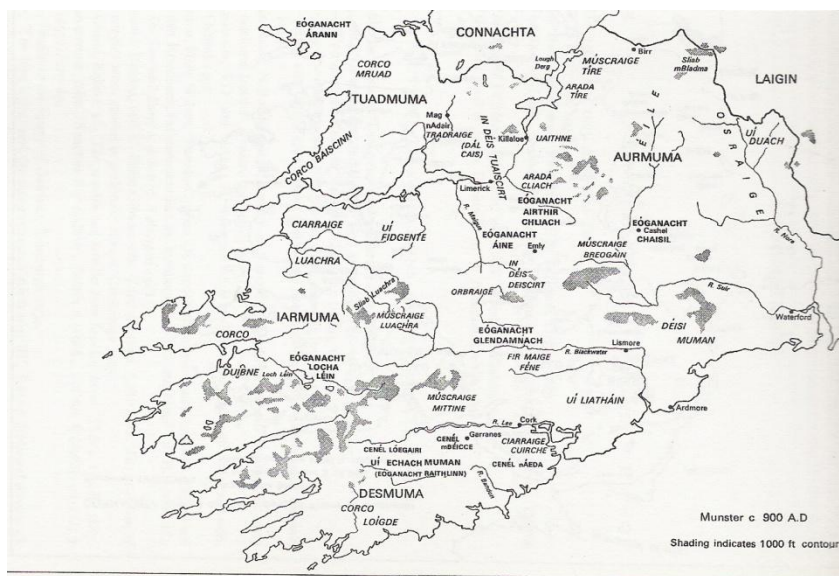 EÓGANACHT
ÁRANN
CONNACHTA
Birr
Lough
Derg
MÚSCRAIGE
TÍRE
Sliab
mBladma
CORCO
MRUAD
ARADA
TÍRE
LAIGIN
TUADMUMA
Mag
nAdair
TRADRAIGE
(DÁL
CAIS)
IN DÉIS TUAISCIRT
Killaloe
UAITHNE
ÉILE
OSRAIGE
UÍ
DUACH
AURMUMA
CORCO BAISCINN
Limerick
ARADA
CLIACH
EÓGANACHT
AIRTHIR
CHLIACH
CIARRAIGE
UÍ
FIDGENTE
R. Maigue
EÓGANACHT
ÁINE
Emly
EÓGANACHT
Cashel
CHAISIL
R. Nore
LUACHRA
MÚSCRAIGE
BREOGAIN
IN
DÉIS
DEISCIRT
Sliab Luachra
ORBRAIGE
R. Suir
MÚSCRAIGE
LUACHRA
IARMUMA
Waterford
DÉISI
MUMAN
CORCO
DUIBNE
EÓGANACHT
LOCHA
LÉIN
Loch Léin
EÓGANACHT
GLENDAMNACH
Lismore
FIR MAIGE
FÉNE
R. Blackwater
MÚSCRAIGE
MITTINE
UÍ LIATHÁIN
Ardmore
R. Lee
Cork
Garranes
CENÉL
mBÉICCE
CIARRAIGE
CUIRCHE
CENÉL LÓEGAIRI
UÍ ECHACH MUMAN
(EÓGANACHT RAITHLINN)
CENÉL nÁEDA
R. Bandon
DESMUMA
CORCO
LOÍGDE
Munster c 900 A.D
Shading indicates 1000 ft contour